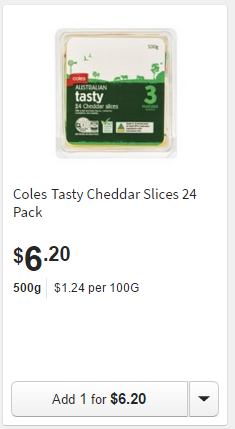 500g
coles
AUSTRALIAN
tasty
24 Cheddar slices
3
Coles Tasty Cheddar Slices 24
Pack
$6.20
500g $1.24 per 100G
Add 1 for $6.20